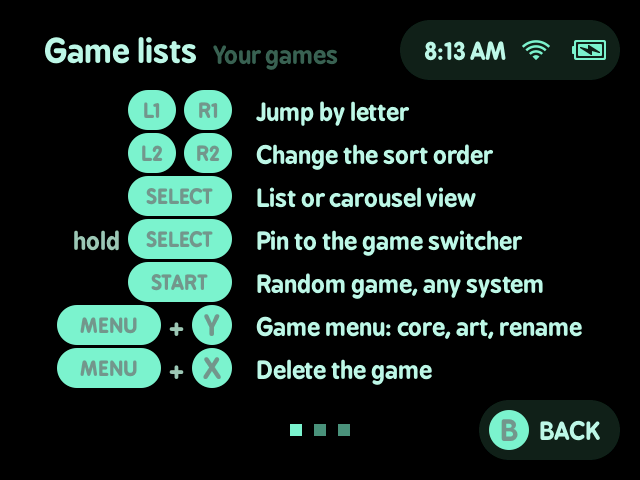 Game lists Your games 8:13 AM
L1 R1 Jump by letter
L2 R2 Change the sort order
SELECT List or carousel view
hold SELECT Pin to the game switcher
START Random game, any system
MENU + Y Game menu: core, art, rename
MENU + X Delete the game
B BACK